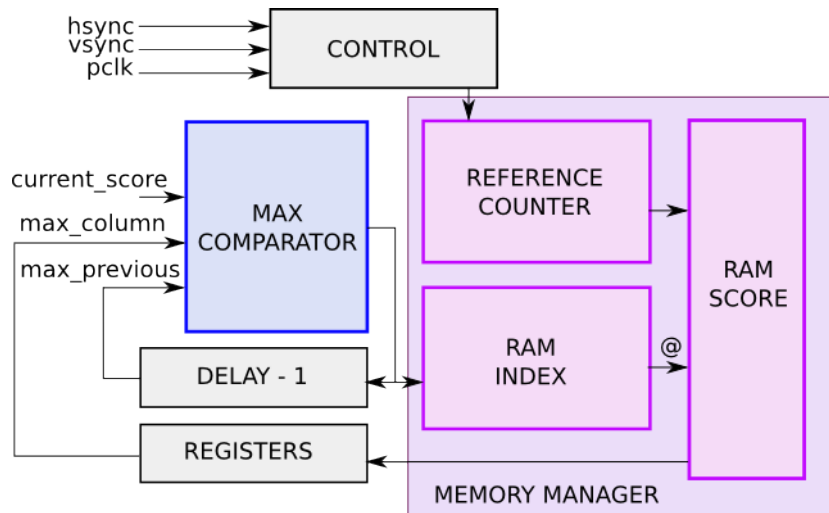 hsync
vsync
pclk
CONTROL
current_score
max_column
max_previous
MAX
COMPARATOR
REFERENCE
COUNTER
RAM
SCORE
RAM
INDEX
@
DELAY - 1
REGISTERS
MEMORY MANAGER